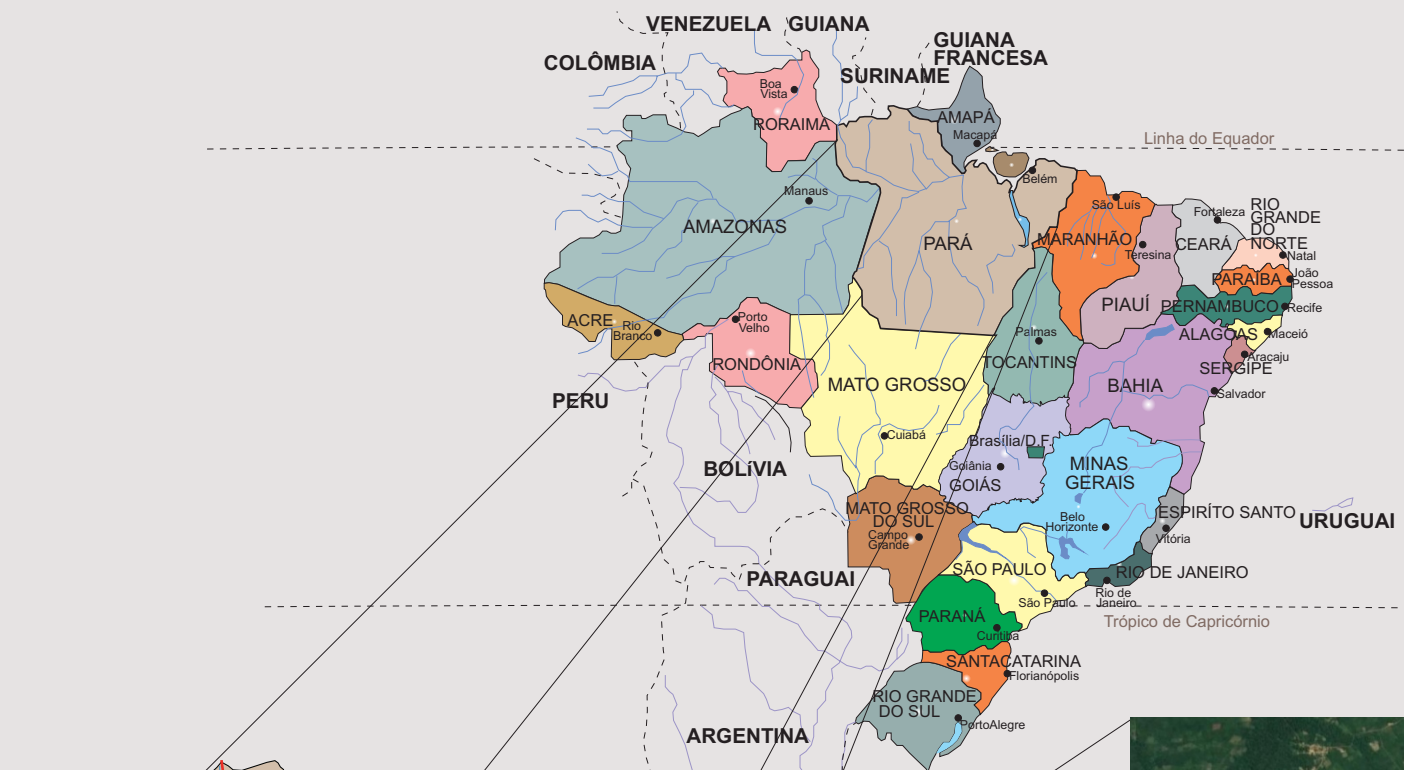 VENEZUELA
GUIANA
GUIANA
FRANCESA
COLÔMBIA
SURINAME
Boa
Vista
RORAIMA
AMAPÁ
Macapá
Linha do Equador
Belém
Manaus
São Luís
Fortaleza
RIO
GRANDE
DO
NORTE
AMAZONAS
PARÁ
MARANHÃO
Teresina
CEARÁ
Natal
PARAÍBA
João
Pessoa
PIAUÍ
PERNAMBUCO
Recife
ACRE
Rio
Branco
Porto
Velho
Palmas
ALAGOAS
Maceió
Aracaju
SERGIPE
RONDÔNIA
TOCANTINS
MATO GROSSO
BAHIA
Salvador
PERU
Cuiabá
Brasília/D.F.
Goiânia
GOIÁS
MINAS
GERAIS
BOLíVIA
MATO GROSSO
DO SUL
Campo
Grande
Belo
Horizonte
ESPIRÍTO SANTO
URUGUAI
Vitória
PARAGUAI
SÃO PAULO
RIO DE JANEIRO
São Paulo
Rio de
Janeiro
PARANÁ
Curitiba
Trópico de Capricórnio
SANTACATARINA
Florianópolis
RIO GRANDE
DO SUL
PortoAlegre
ARGENTINA